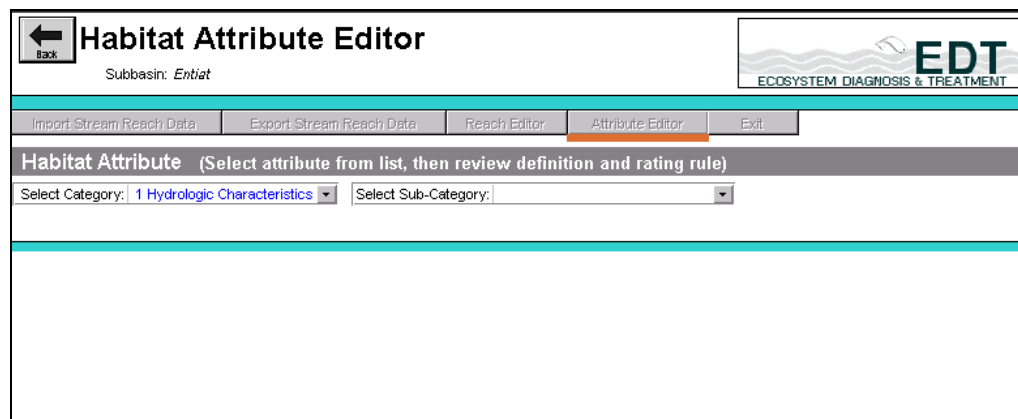 Back
Habitat Attribute Editor
Subbasin: Entiat
EDT
ECOSYSTEM DIAGNOSIS & TREATMENT
Import Stream Reach Data Export Stream Reach Data Reach Editor Attribute Editor Exit
Habitat Attribute (Select attribute from list, then review definition and rating rule)
Select Category: 1 Hydrologic Characteristics Select Sub-Category: